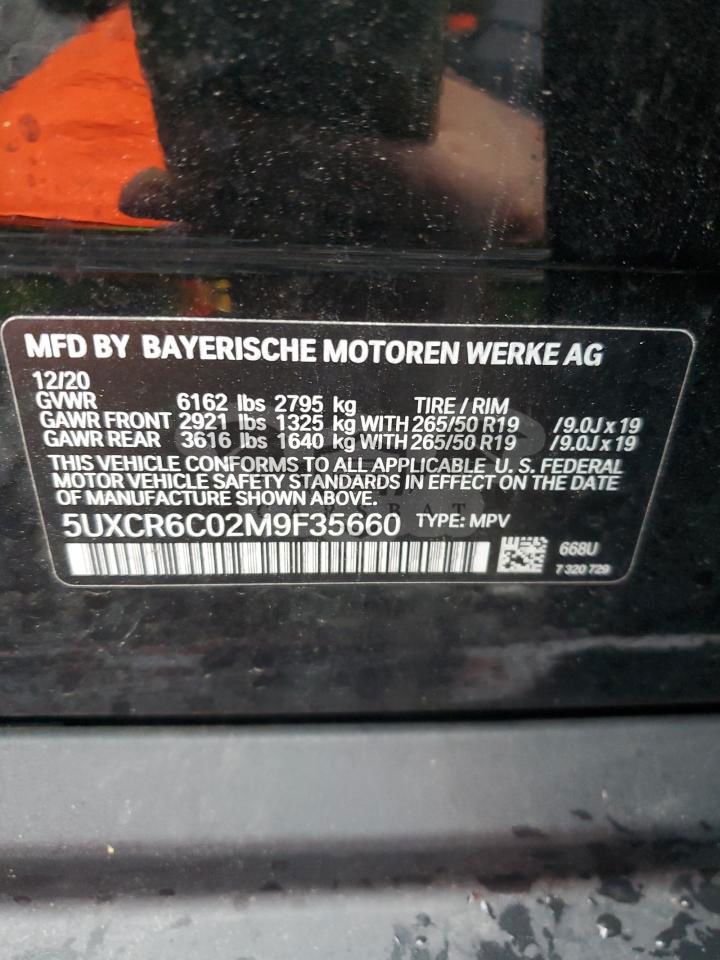 MFD BY BAYERISCHE MOTOREN WERKE AG
12/20
GVWR 6162 lbs 2795 kg TIRE / RIM
GAWR FRONT 2921 lbs 1325 kg WITH 265/50 R19 /9.0J x 19
GAWR REAR 3616 lbs 1640 kg WITH 265/50 R19 /9.0J x 19
THIS VEHICLE CONFORMS TO ALL APPLICABLE U. S. FEDERAL
MOTOR VEHICLE SAFETY STANDARDS IN EFFECT ON THE DATE
OF MANUFACTURE SHOWN ABOVE.
CARSBAT
5UXCR6C02M9F35660 TYPE: MPV
668U
7 320 729